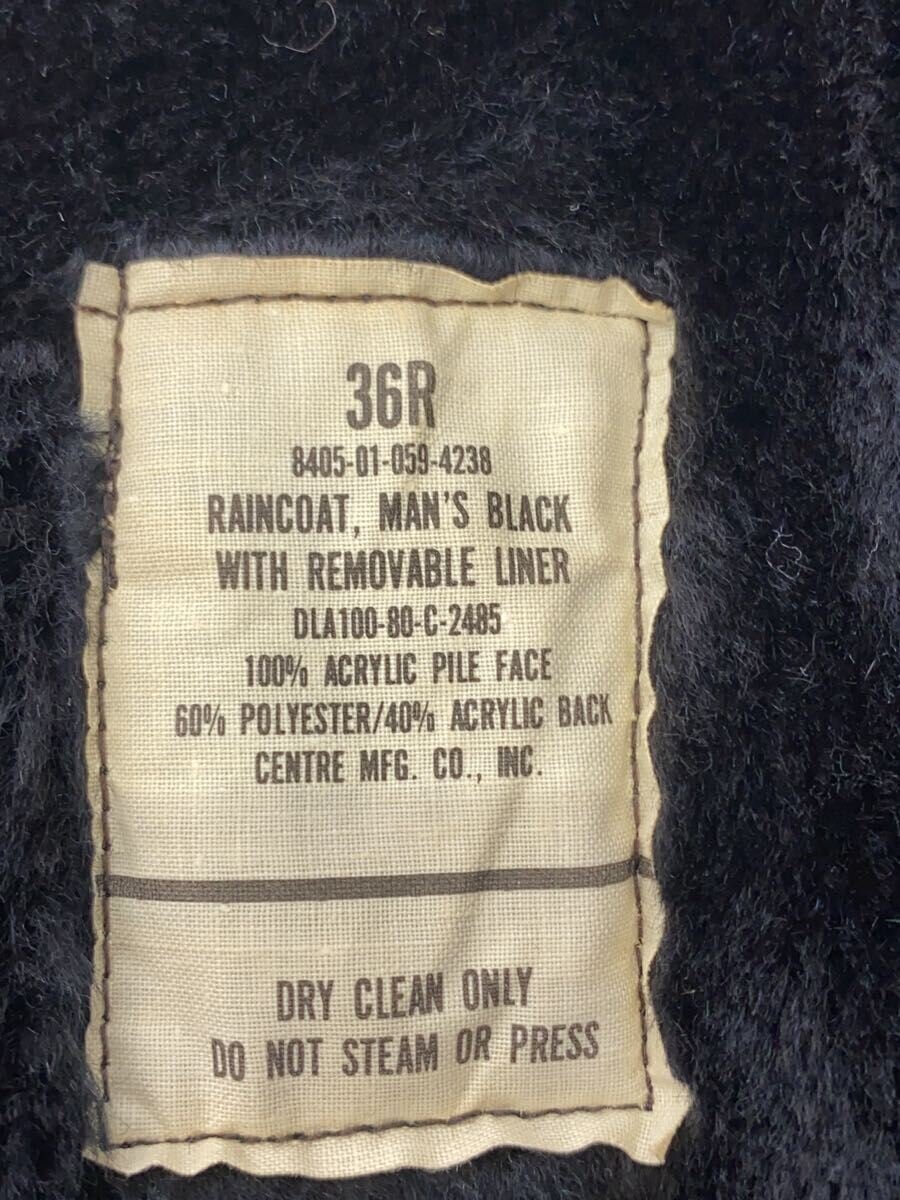 36R
8405-01-059-4238
RAINCOAT, MAN'S BLACK
WITH REMOVABLE LINER
DLA100-80-C-2485
100% ACRYLIC PILE FACE
60% POLYESTER/40% ACRYLIC BACK
CENTRE MFG. CO., INC.
DRY CLEAN ONLY
DO NOT STEAM OR PRESS